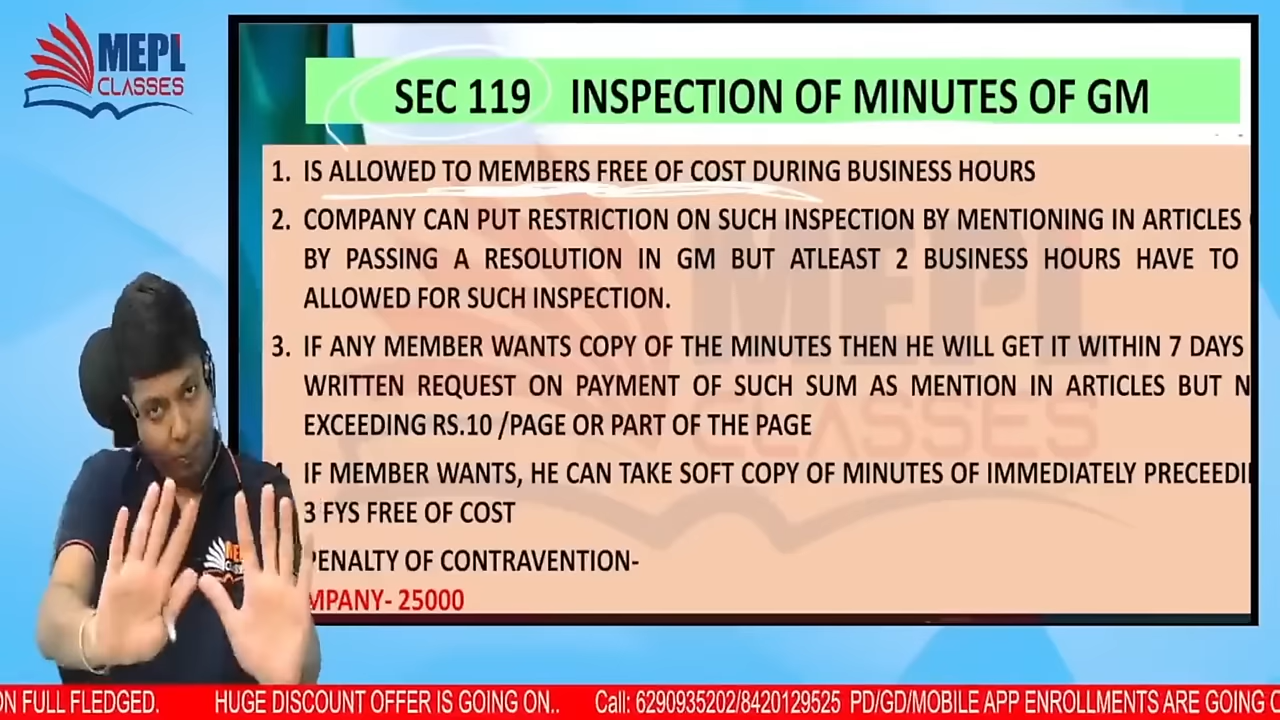 MEPL
CLASSES
SEC 119 INSPECTION OF MINUTES OF GM
1. IS ALLOWED TO MEMBERS FREE OF COST DURING BUSINESS HOURS
2. COMPANY CAN PUT RESTRICTION ON SUCH INSPECTION BY MENTIONING IN ARTICLES
BY PASSING A RESOLUTION IN GM BUT ATLEAST 2 BUSINESS HOURS HAVE TO
ALLOWED FOR SUCH INSPECTION.
3. IF ANY MEMBER WANTS COPY OF THE MINUTES THEN HE WILL GET IT WITHIN 7 DAYS
WRITTEN REQUEST ON PAYMENT OF SUCH SUM AS MENTION IN ARTICLES BUT N
EXCEEDING RS.10 /PAGE OR PART OF THE PAGE
IF MEMBER WANTS, HE CAN TAKE SOFT COPY OF MINUTES OF IMMEDIATELY PRECEEDI
3 FYS FREE OF COST
PENALTY OF CONTRAVENTION-
MPANY- 25000
MEPL
CLASSES
ON FULL FLEDGED. HUGE DISCOUNT OFFER IS GOING ON.. Call: 6290935202/8420129525 PD/GD/MOBILE APP ENROLLMENTS ARE GOING